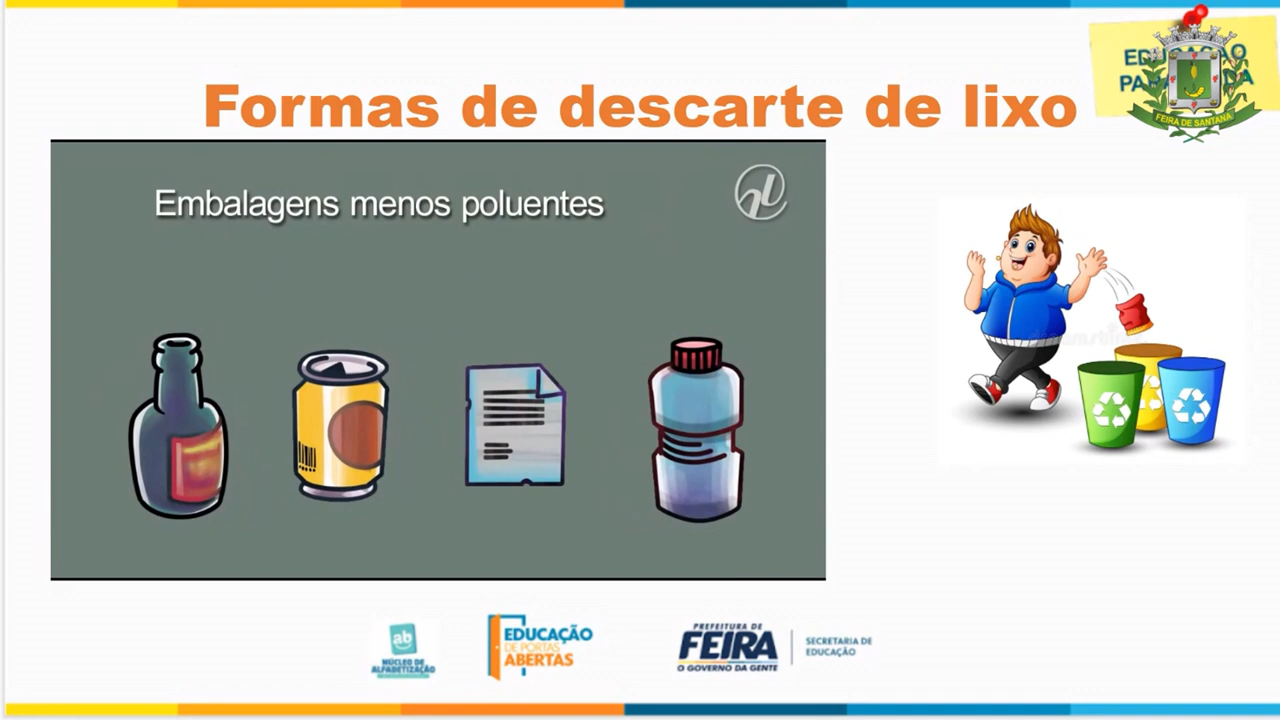 Formas de descarte de lixo
FEIRA DE SANTANA
Embalagens menos poluentes
ab
NÚCLEO DE
ALFABETIZAÇÃO
EDUCAÇÃO
DE PORTAS
ABERTAS
PREFEITURA DE
FEIRA
O GOVERNO DA GENTE
SECRETARIA DE
EDUCAÇÃO